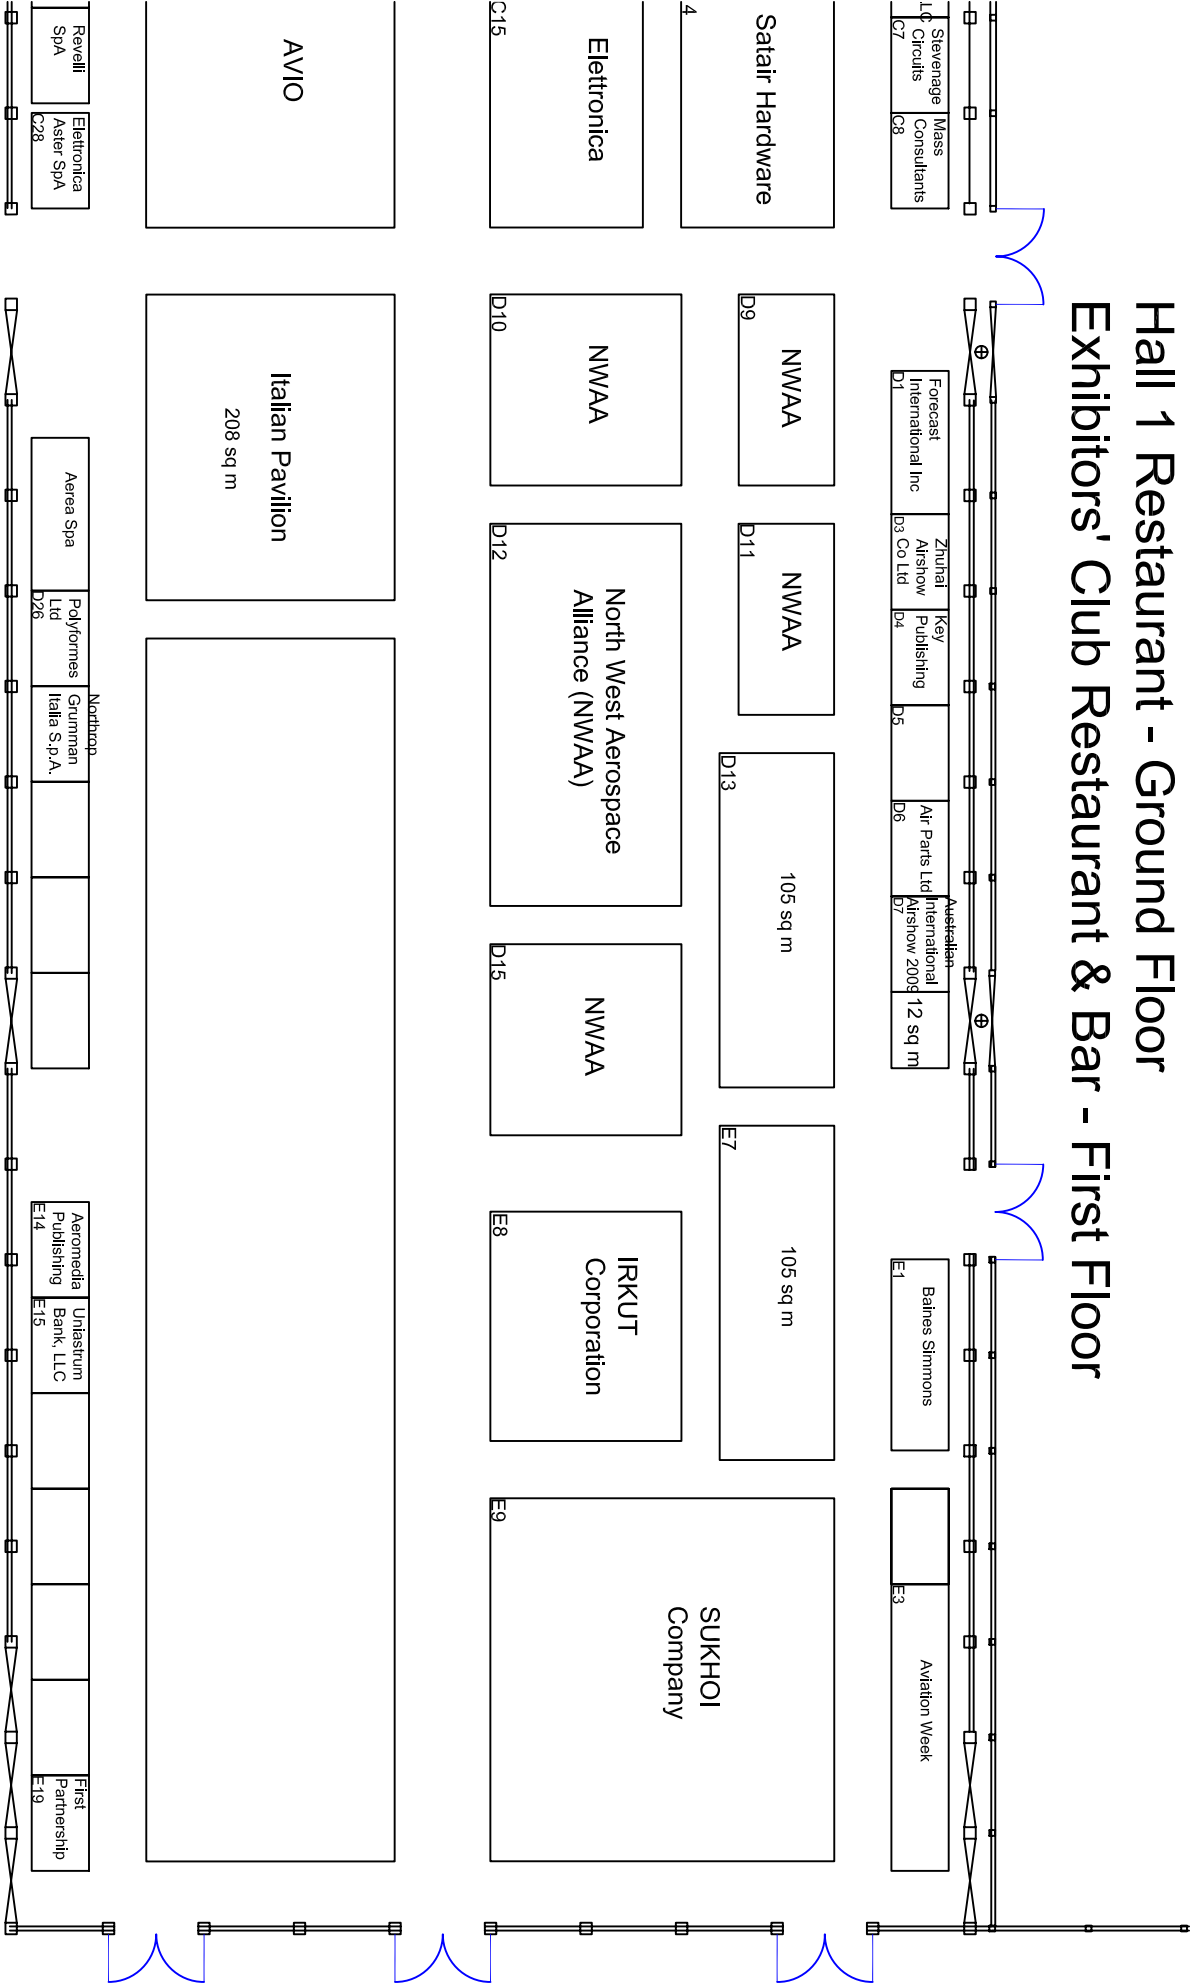 Hall 1 Restaurant - Ground Floor
Exhibitors' Club Restaurant & Bar - First Floor
LC
Stevenage
Circuits
C7
Mass
Consultants
C8
Forecast
International Inc
D1
Zhuhai
Airshow
Co Ltd
D3
Key
Publishing
D4
D5
Air Parts Ltd
D6
Australian
International
Airshow 2009
D7
12 sq m
Baines Simmons
E1
Aviation Week
E3
Satair Hardware
4
NWAA
D9
NWAA
D11
105 sq m
D13
105 sq m
E7
Elettronica
C15
NWAA
D10
North West Aerospace
Alliance (NWAA)
D12
NWAA
D15
IRKUT
Corporation
E8
SUKHOI
Company
E9
AVIO
Italian Pavilion
208 sq m
Revelli
SpA
Elettronica
Aster SpA
C28
Aerea Spa
Polyformes
Ltd
D26
Northrop
Grumman
Italia S.p.A.
Aeromedia
Publishing
E14
Uniastrum
Bank, LLC
E15
First
Partnership
E19